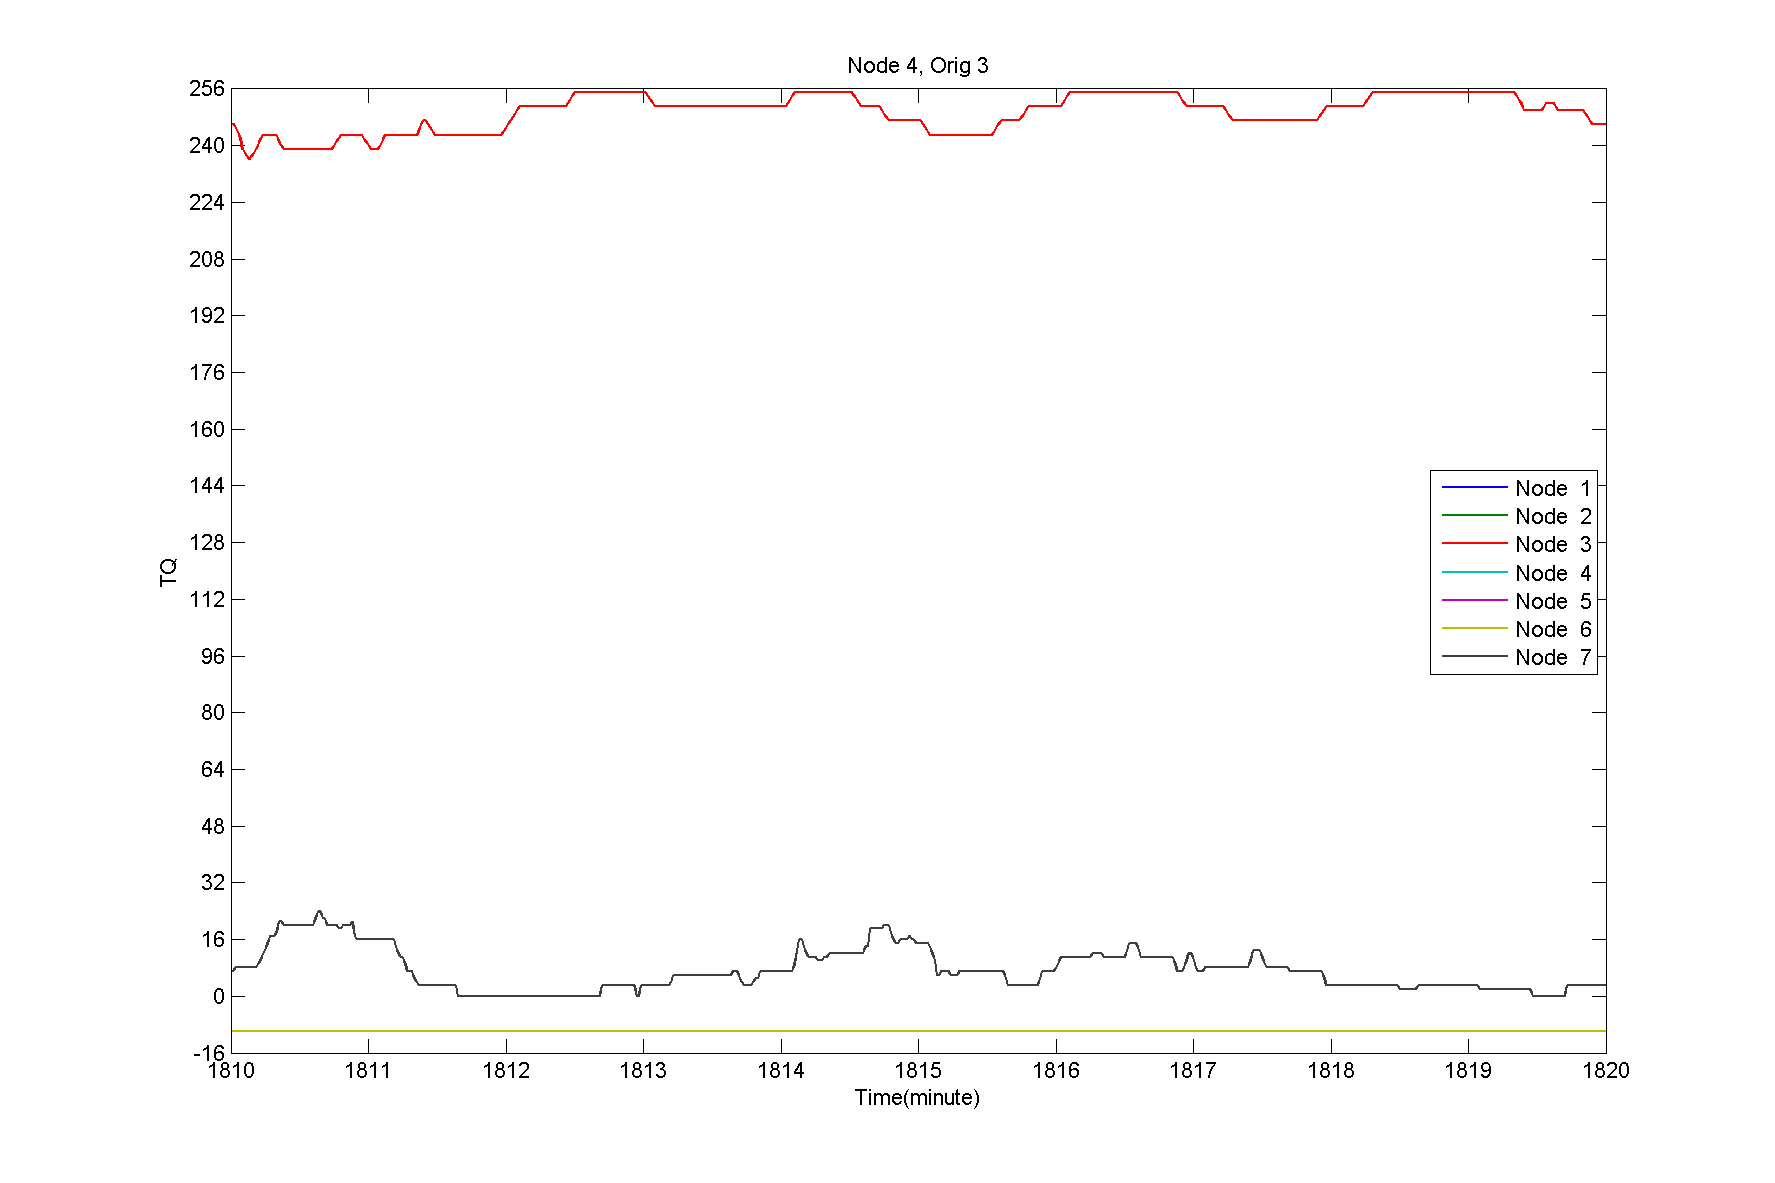 Node 4, Orig 3
256
240
224
208
192
176
160
144
128
112
96
80
64
48
32
16
0
-16
TQ
Node 1
Node 2
Node 3
Node 4
Node 5
Node 6
Node 7
1810 1811 1812 1813 1814 1815 1816 1817 1818 1819 1820
Time(minute)